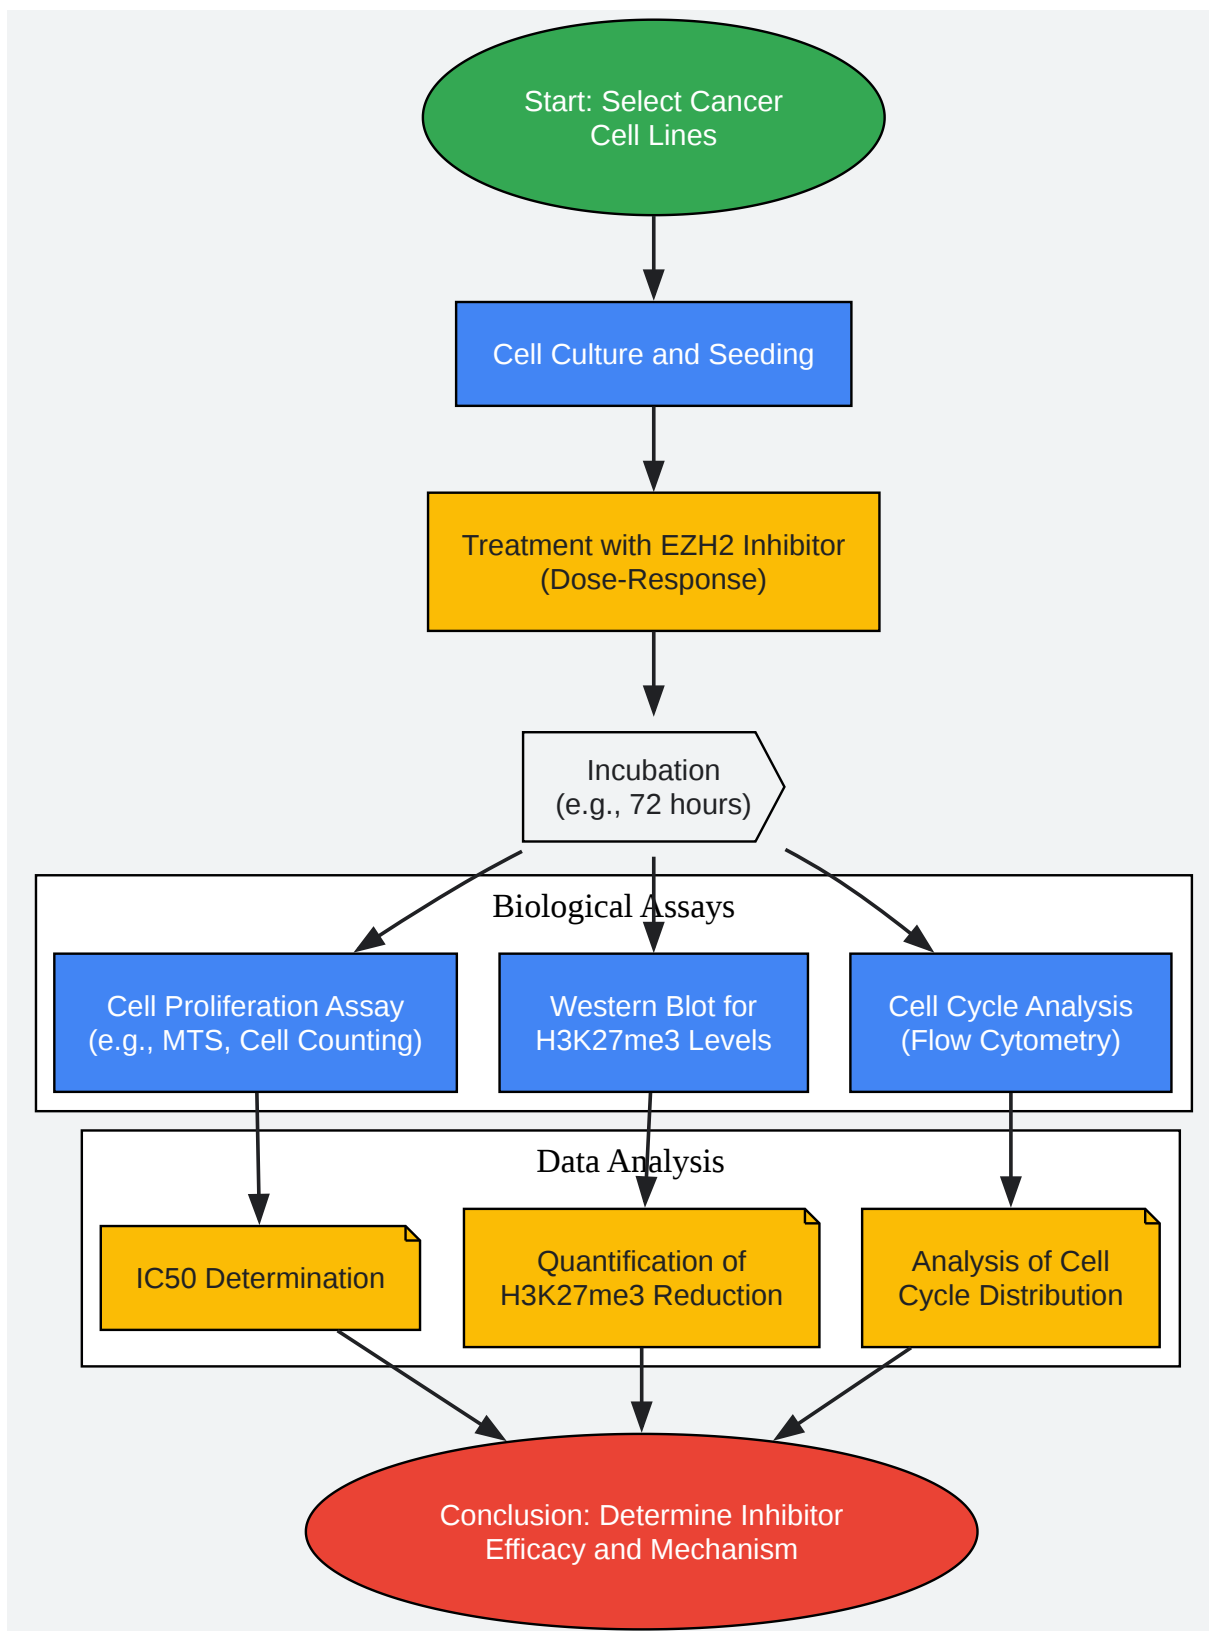 Start: Select Cancer
Cell Lines
Cell Culture and Seeding
Treatment with EZH2 Inhibitor
(Dose-Response)
Incubation
(e.g., 72 hours)
Biological Assays
Cell Proliferation Assay
(e.g., MTS, Cell Counting)
Western Blot for
H3K27me3 Levels
Cell Cycle Analysis
(Flow Cytometry)
Data Analysis
IC50 Determination
Quantification of
H3K27me3 Reduction
Analysis of Cell
Cycle Distribution
Conclusion: Determine Inhibitor
Efficacy and Mechanism